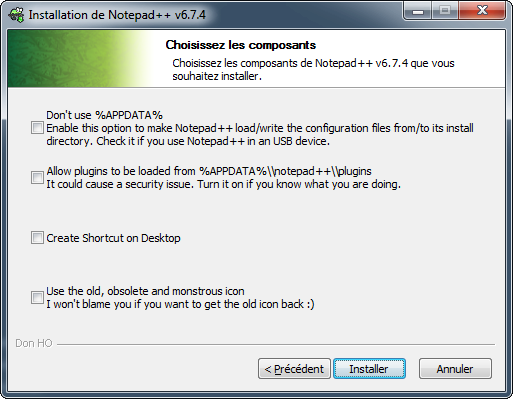 Installation de Notepad++ v6.7.4
Choisissez les composants
Choisissez les composants de Notepad++ v6.7.4 que vous
souhaitez installer.
Don't use %APPDATA%
Enable this option to make Notepad++ load/write the configuration files from/to its install
directory. Check it if you use Notepad++ in an USB device.
Allow plugins to be loaded from %APPDATA%\\notepad++\\plugins
It could cause a security issue. Turn it on if you know what you are doing.
Create Shortcut on Desktop
Use the old, obsolete and monstrous icon
I won't blame you if you want to get the old icon back :)
Don HO
< Précédent
Installer
Annuler